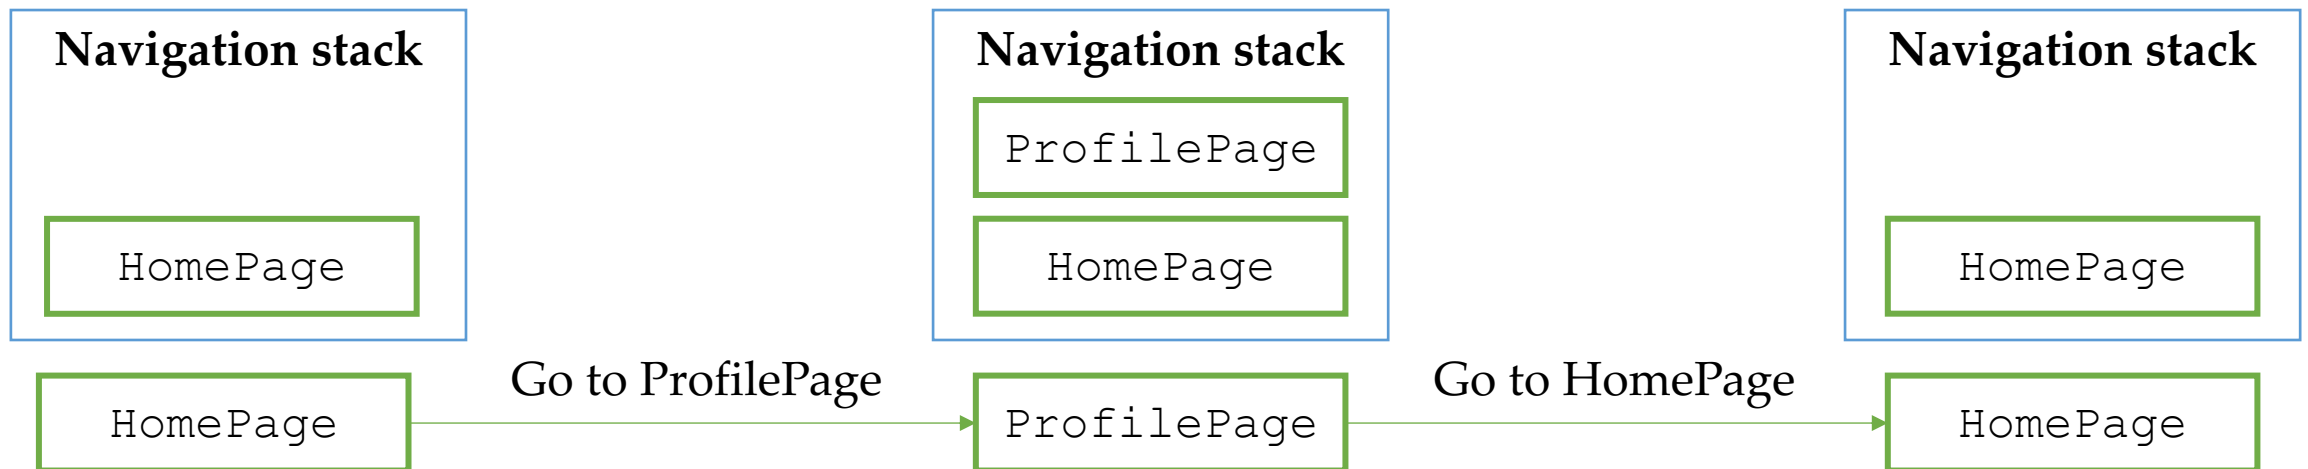 Navigation stack
HomePage
Navigation stack
ProfilePage
HomePage
Navigation stack
HomePage
HomePage
Go to ProfilePage
ProfilePage
Go to HomePage
HomePage